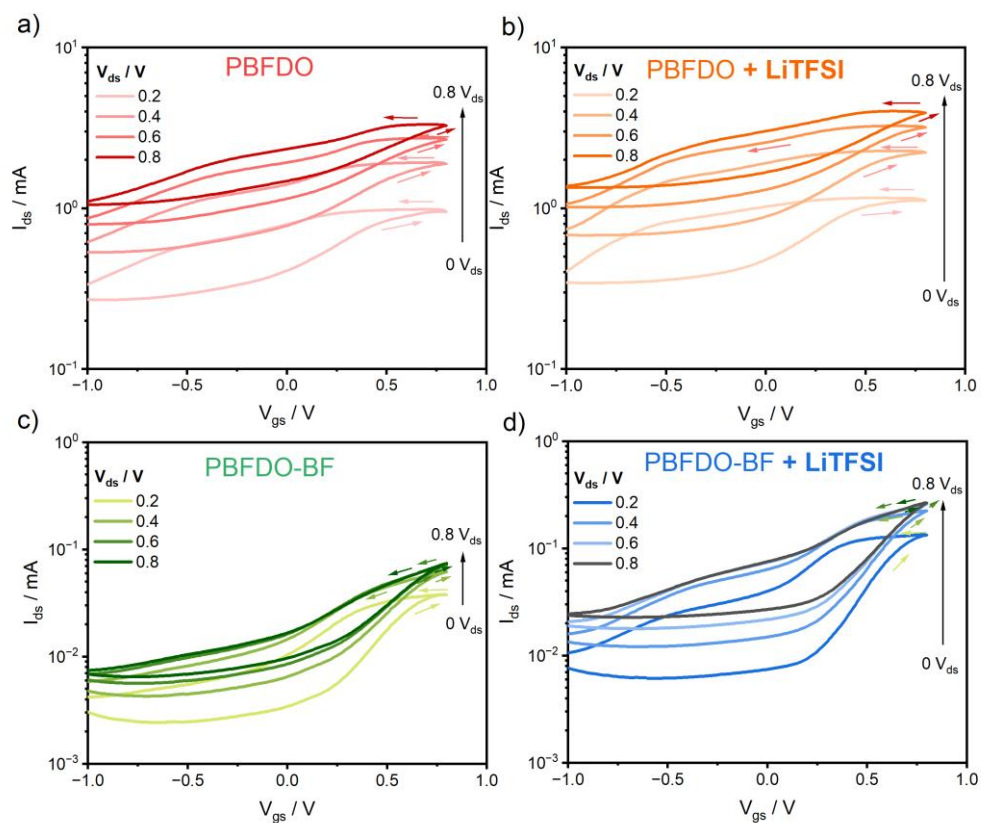 a)
PBFDO
V_ds / V
0.2
0.4
0.6
0.8
0.8 V_ds
0 V_ds
10^1
10^0
10^−1
I_ds / mA
−1.0 −0.5 0.0 0.5 1.0
V_gs / V
b)
PBFDO + LiTFSI
V_ds / V
0.2
0.4
0.6
0.8
0.8 V_ds
0 V_ds
10^1
10^0
10^−1
I_ds / mA
−1.0 −0.5 0.0 0.5 1.0
V_gs / V
c)
PBFDO-BF
V_ds / V
0.2
0.4
0.6
0.8
0.8 V_ds
0 V_ds
10^0
10^−1
10^−2
10^−3
I_ds / mA
−1.0 −0.5 0.0 0.5 1.0
V_gs / V
d)
PBFDO-BF + LiTFSI
V_ds / V
0.2
0.4
0.6
0.8
0.8 V_ds
0 V_ds
10^0
10^−1
10^−2
10^−3
I_ds / mA
−1.0 −0.5 0.0 0.5 1.0
V_gs / V